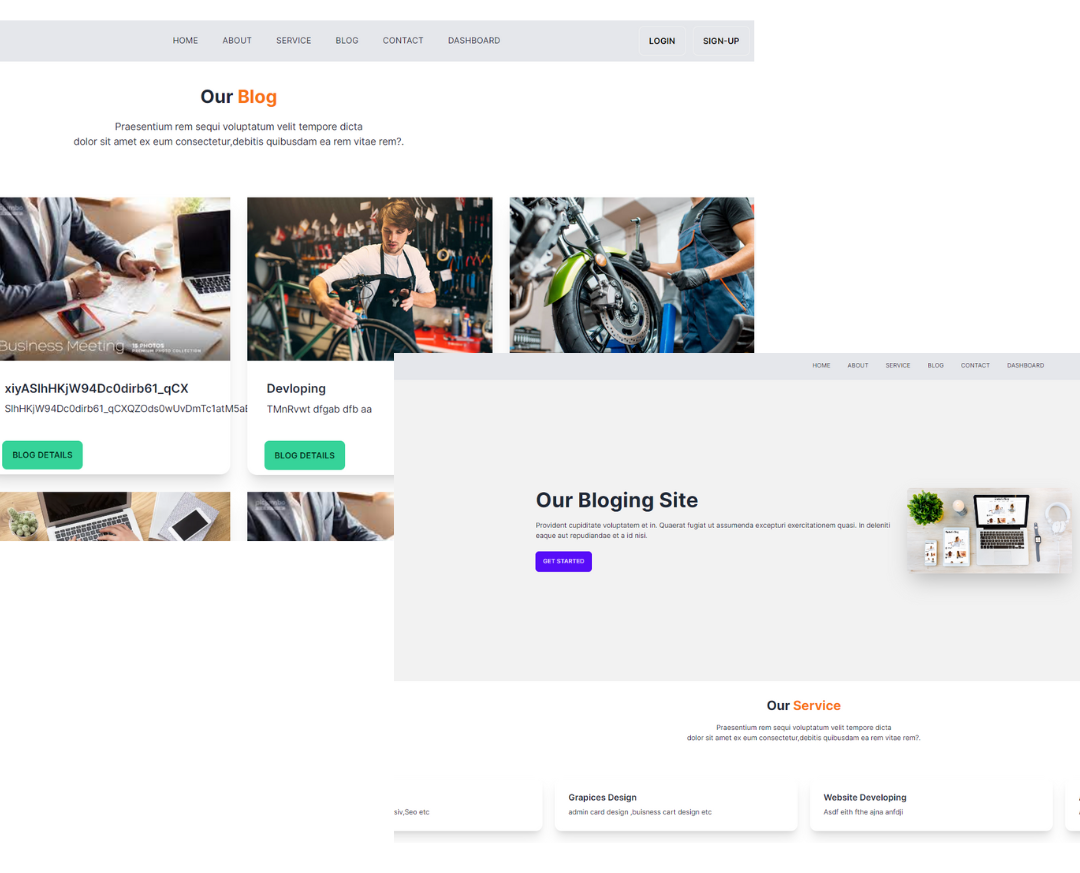 HOME ABOUT SERVICE BLOG CONTACT DASHBOARD LOGIN SIGN-UP
Our Blog
Praesentium rem sequi voluptatum velit tempore dicta
dolor sit amet ex eum consectetur,debitis quibusdam ea rem vitae rem?.
Business Meeting 15 PHOTOS
PREMIUM PHOTO COLLECTION
xiyASlhHKjW94Dc0dirb61_qCX
SlhHKjW94Dc0dirb61_qCXQZOds0wUvDmTc1atM5aE
BLOG DETAILS
Devloping
TMnRvwt dfgab dfb aa
BLOG DETAILS
HOME ABOUT SERVICE BLOG CONTACT DASHBOARD
Our Bloging Site
Provident cupiditate voluptatem et in. Quaerat fugiat ut assumenda excepturi exercitationem quasi. In deleniti
eaque aut repudiandae et a id nisi.
GET STARTED
Our Service
Praesentium rem sequi voluptatum velit tempore dicta
dolor sit amet ex eum consectetur,debitis quibusdam ea rem vitae rem?.
siv,Seo etc
Grapices Design
admin card design ,buisness cart design etc
Website Developing
Asdf eith fthe ajna anfdji